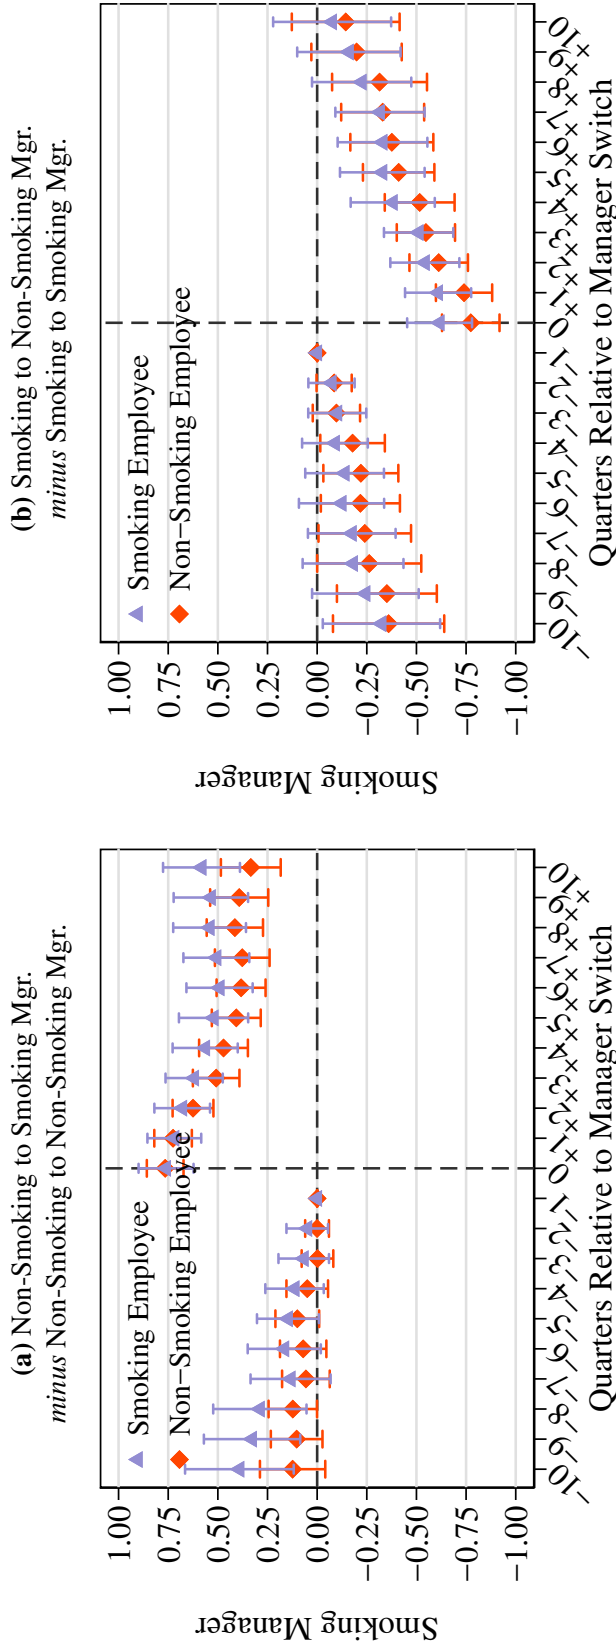 (a) Non-Smoking to Smoking Mgr.
minus Non-Smoking to Non-Smoking Mgr.
Smoking Manager
1.00
0.75
0.50
0.25
0.00
−0.25
−0.50
−0.75
−1.00
Smoking Employee
Non−Smoking Employee
−10 −9 −8 −7 −6 −5 −4 −3 −2 −1 0 +1 +2 +3 +4 +5 +6 +7 +8 +9 +10
Quarters Relative to Manager Switch
(b) Smoking to Non-Smoking Mgr.
minus Smoking to Smoking Mgr.
Smoking Manager
1.00
0.75
0.50
0.25
0.00
−0.25
−0.50
−0.75
−1.00
Smoking Employee
Non−Smoking Employee
−10 −9 −8 −7 −6 −5 −4 −3 −2 −1 0 +1 +2 +3 +4 +5 +6 +7 +8 +9 +10
Quarters Relative to Manager Switch